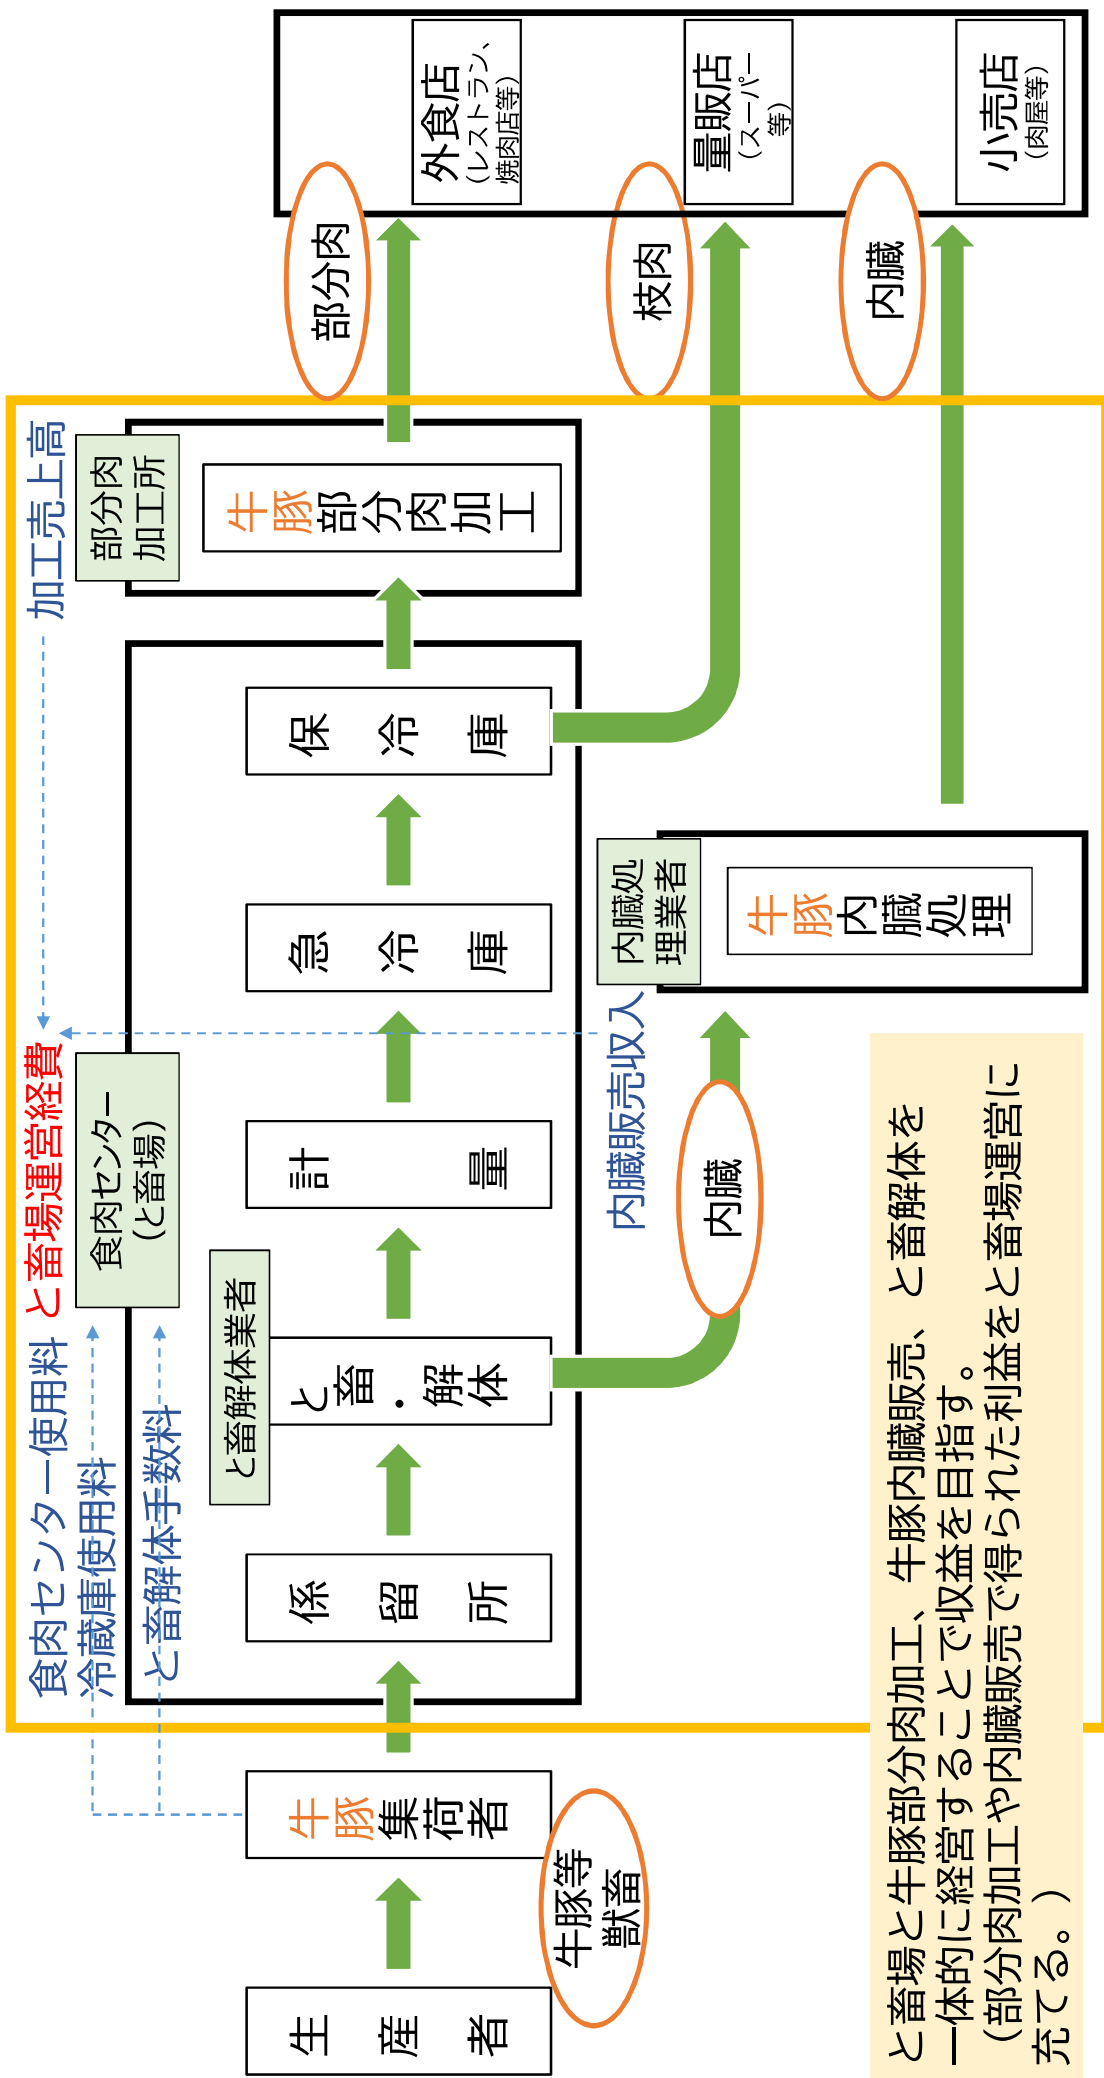 食肉センター使用料
冷蔵庫使用料
と畜解体手数料
と畜場運営経費
加工売上高
食肉センター
(と畜場)
と畜解体業者
部分肉
加工所
生産者
牛豚集荷者
牛豚等
獣畜
係留所
と畜・解体
計量
急冷庫
保冷庫
牛豚部分肉加工
部分肉
外食店
(レストラン、
焼肉店等)
枝肉
量販店
(スーパー
等)
内臓
小売店
(肉屋等)
内臓販売収入
内臓
内臓処
理業者
牛豚内臓処理
と畜場と牛豚部分肉加工、牛豚内臓販売、と畜解体を
一体的に経営することで収益を目指す。
(部分肉加工や内臓販売で得られた利益をと畜場運営に
充てる。)